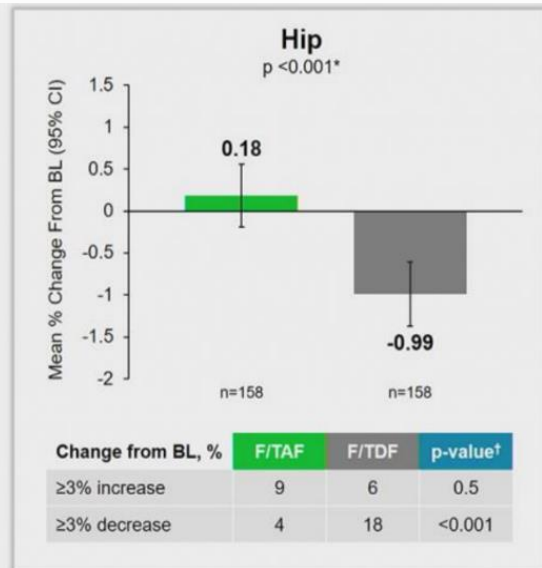 Hip
p <0.001*
Mean % Change From BL (95% CI)
1.5
1
0.5
0
-0.5
-1
-1.5
-2
0.18
-0.99
n=158 n=158
Change from BL, % F/TAF F/TDF p-value†
≥3% increase 9 6 0.5
≥3% decrease 4 18 <0.001